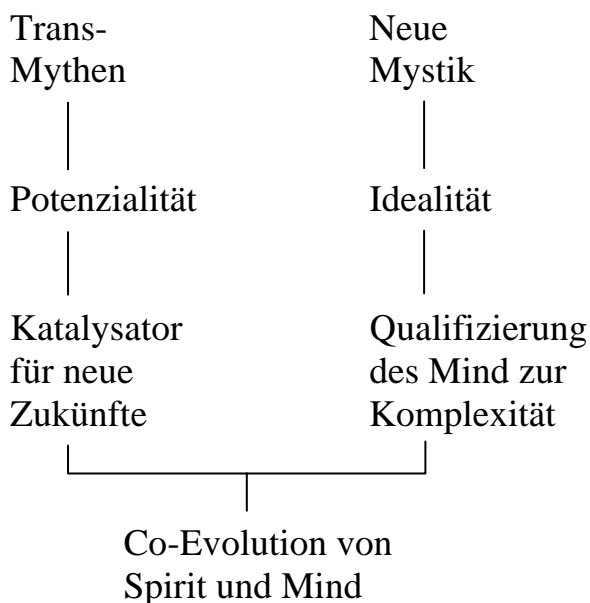 Trans-
Mythen
Neue
Mystik
Potenzialität
Idealität
Katalysator
für neue
Zukünfte
Qualifizierung
des Mind zur
Komplexität
Co-Evolution von
Spirit und Mind